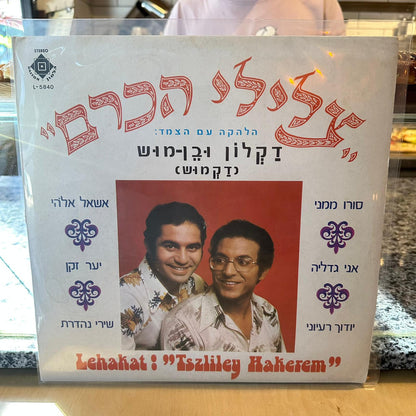 STEREO
L-5840
"צלילי הכרם"
הלהקה עם הצמד:
דקלון ובן-מוש
(דקמוש)
סורו ממני
אשאל אלהי
אני גדליה
יער זקן
יודוך רעיוני
שירי נהדרת
Lehakat! "Tszliley Hakerem"